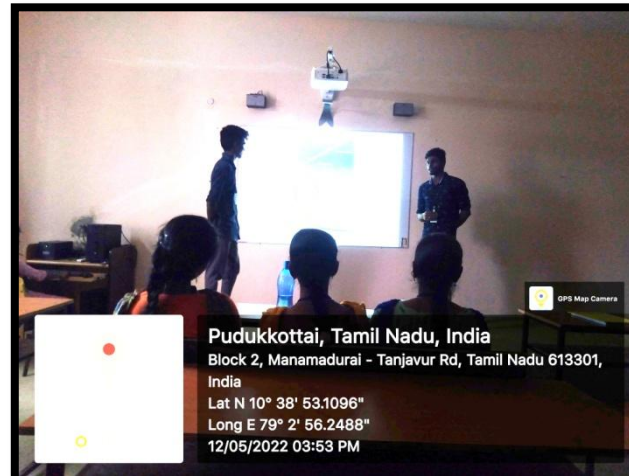 GPS Map Camera
Pudukkottai, Tamil Nadu, India
Block 2, Manamadurai - Tanjavur Rd, Tamil Nadu 613301,
India
Lat N 10° 38' 53.1096"
Long E 79° 2' 56.2488"
12/05/2022 03:53 PM